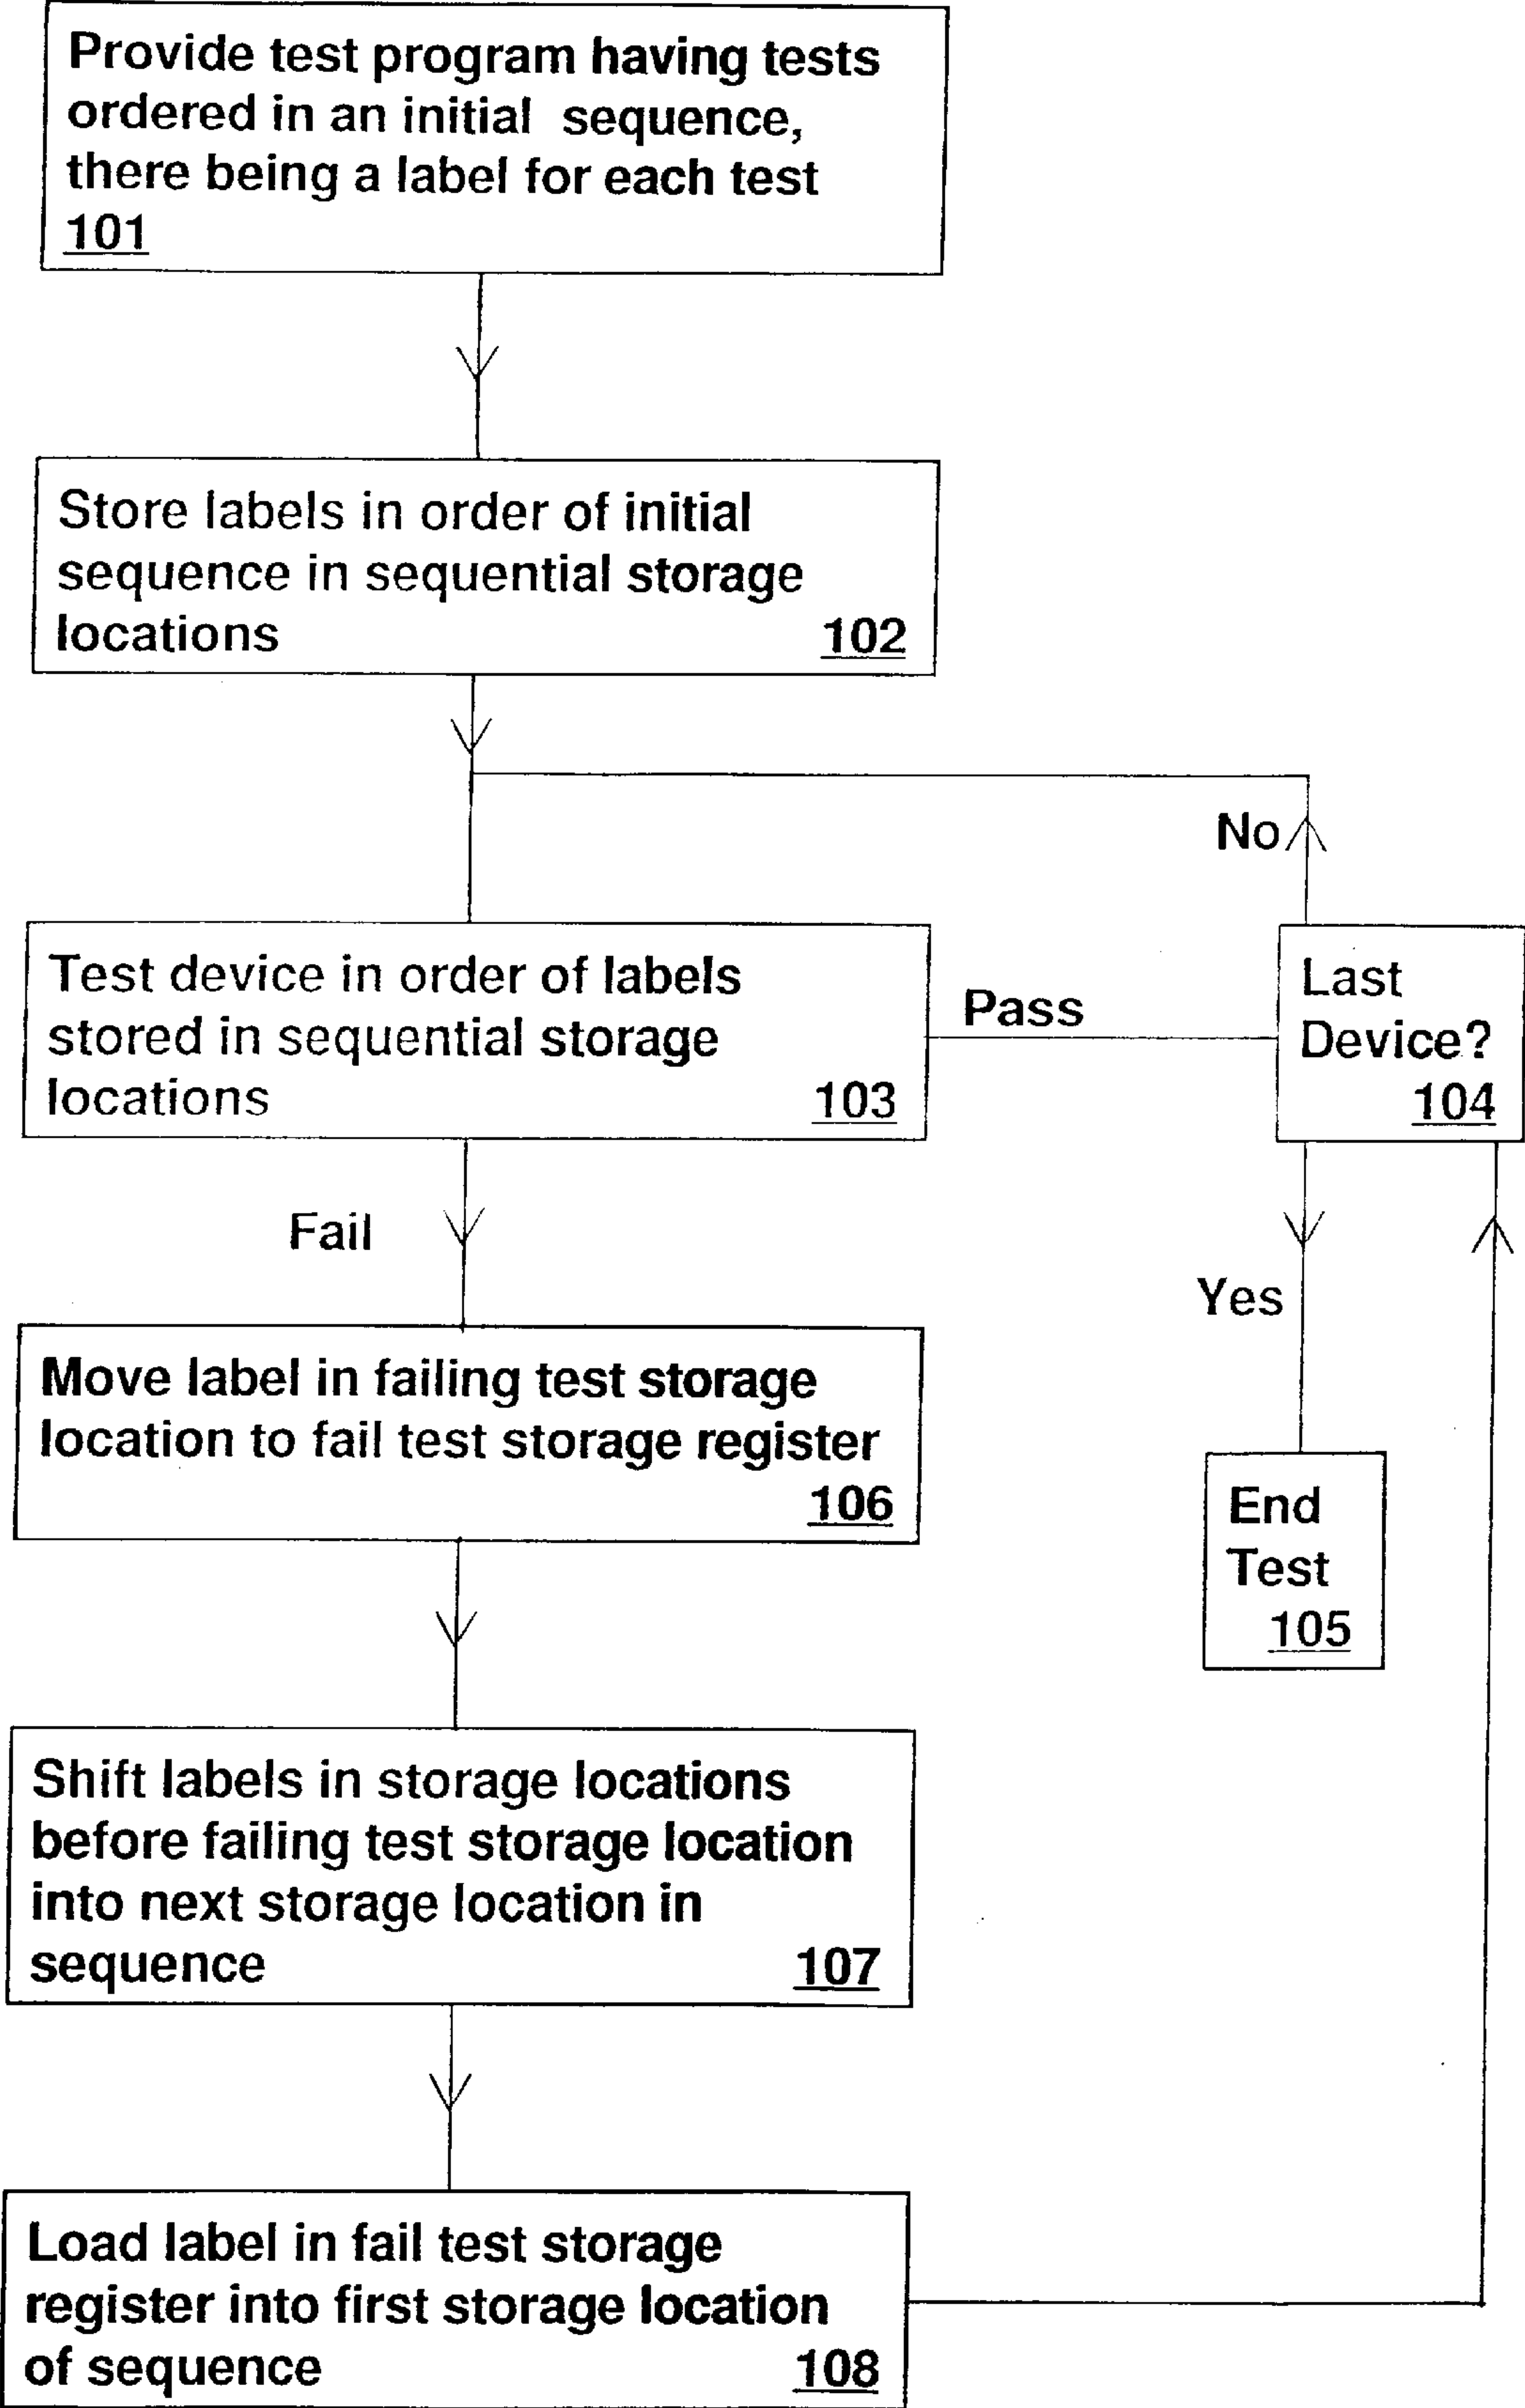 Provide test program having tests
ordered in an initial sequence,
there being a label for each test
101
Store labels in order of initial
sequence in sequential storage
locations 102
No
Test device in order of labels
stored in sequential storage
locations 103
Pass
Last
Device?
104
Fail
Yes
Move label in failing test storage
location to fail test storage register
106
End
Test
105
Shift labels in storage locations
before failing test storage location
into next storage location in
sequence 107
Load label in fail test storage
register into first storage location
of sequence 108